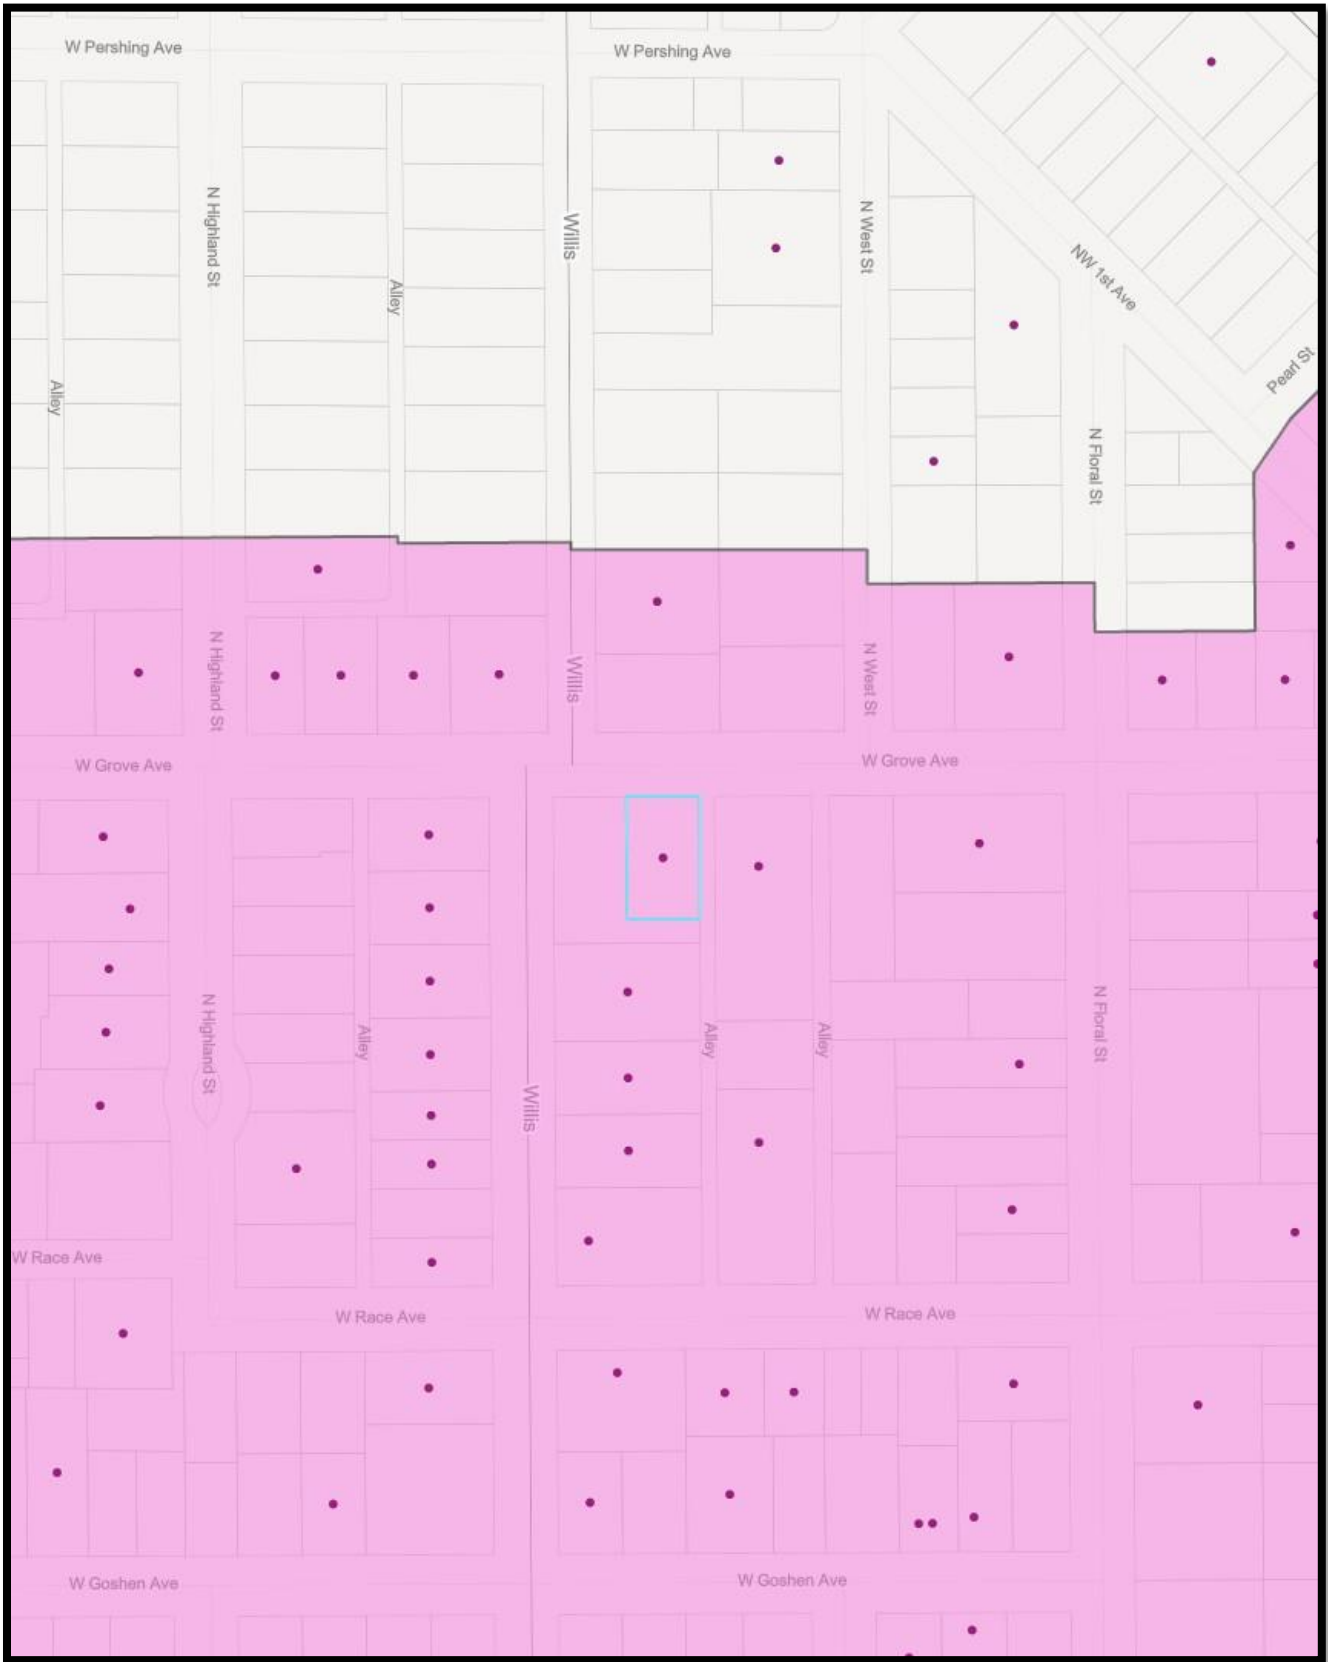 W Pershing Ave
W Pershing Ave
N Highland St
Willis
N West St
Alley
NW 1st Ave
Alley
Pearl St
N Floral St
N Highland St
Willis
N West St
W Grove Ave
W Grove Ave
N Highland St
Alley
Alley
Alley
N Floral St
Willis
W Race Ave
W Race Ave
W Race Ave
W Goshen Ave
W Goshen Ave